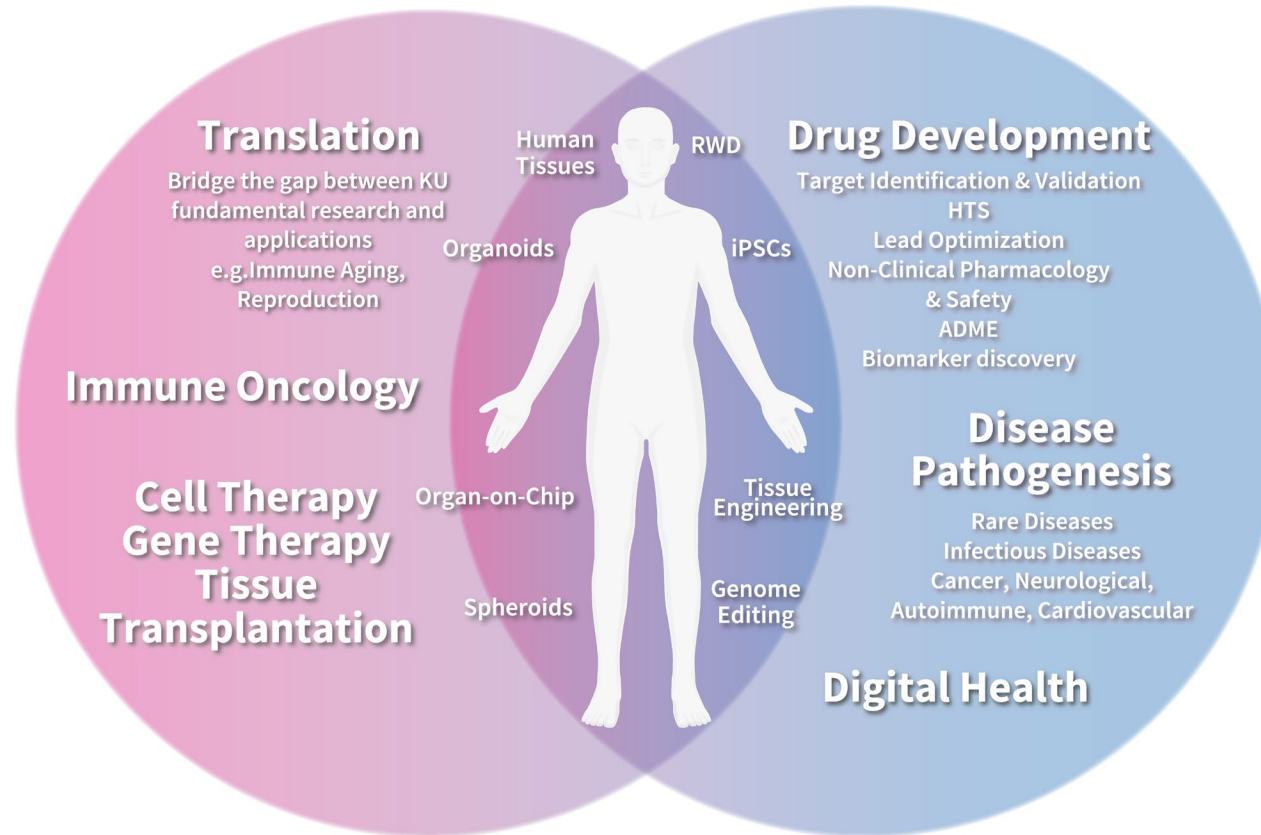 Translation
Bridge the gap between KU
fundamental research and
applications
e.g.Immune Aging,
Reproduction
Immune Oncology
Cell Therapy
Gene Therapy
Tissue
Transplantation
Human
Tissues
RWD
Organoids
iPSCs
Organ-on-Chip
Tissue
Engineering
Spheroids
Genome
Editing
Drug Development
Target Identification & Validation
HTS
Lead Optimization
Non-Clinical Pharmacology
& Safety
ADME
Biomarker discovery
Disease
Pathogenesis
Rare Diseases
Infectious Diseases
Cancer, Neurological,
Autoimmune, Cardiovascular
Digital Health